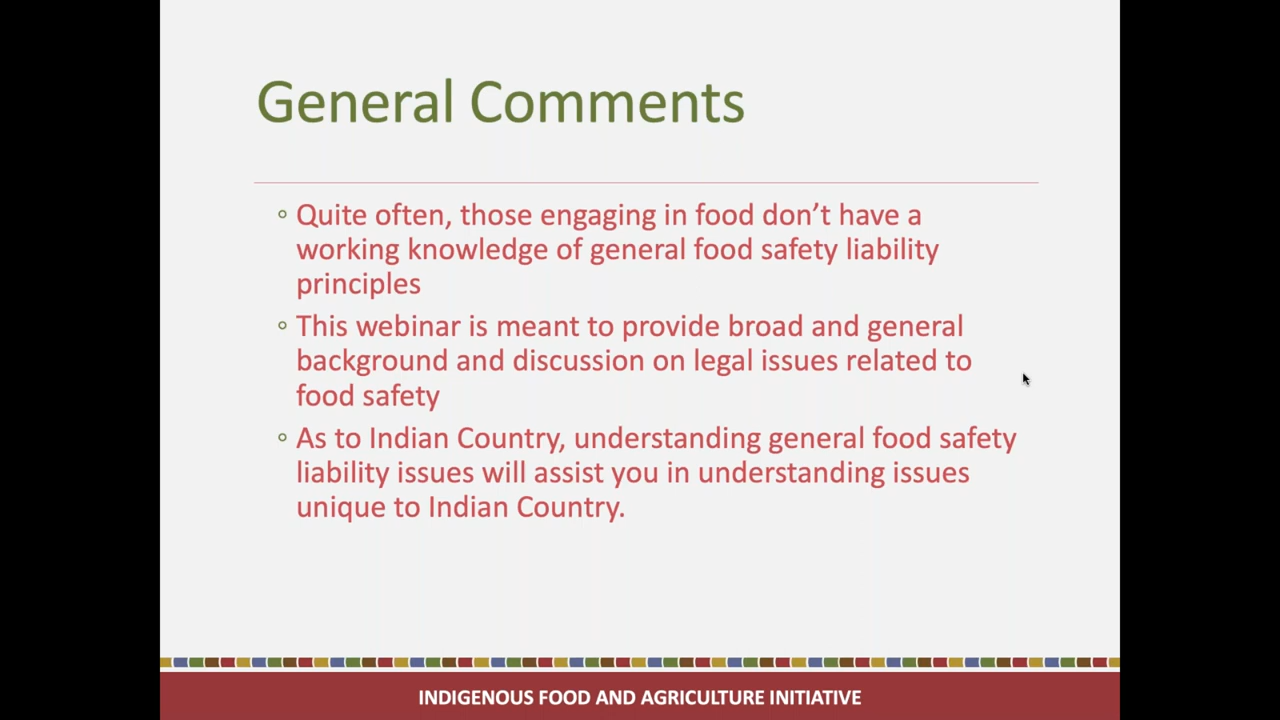 General Comments
◦ Quite often, those engaging in food don’t have a
working knowledge of general food safety liability
principles
◦ This webinar is meant to provide broad and general
background and discussion on legal issues related to
food safety
◦ As to Indian Country, understanding general food safety
liability issues will assist you in understanding issues
unique to Indian Country.
INDIGENOUS FOOD AND AGRICULTURE INITIATIVE